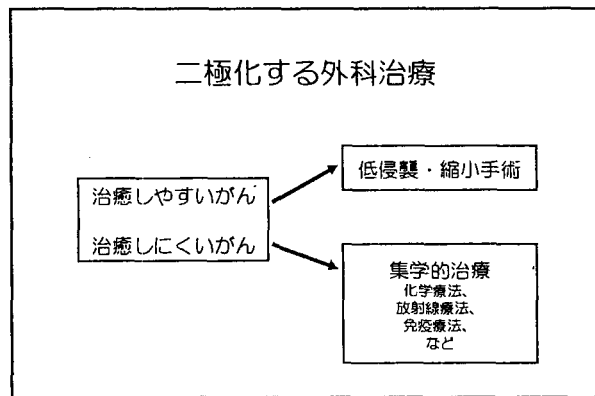 二極化する外科治療
低侵襲・縮小手術
治癒しやすいがん
治癒しにくいがん
集学的治療
化学療法、
放射線療法、
免疫療法、
など